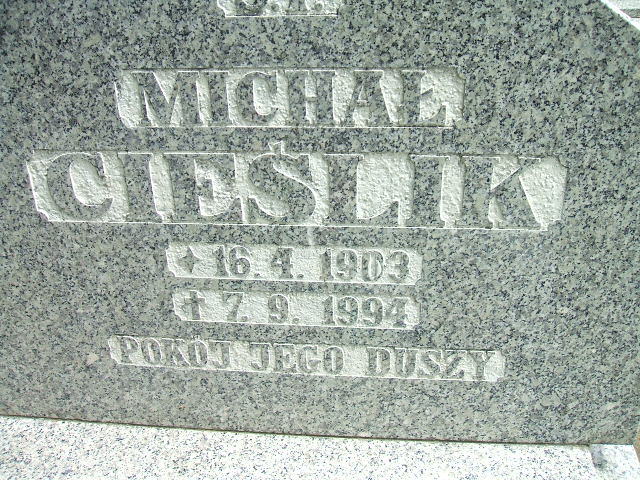 MICHAŁ
CIEŚLIK
16. 4. 1903
† 7. 9. 1994
POKÓJ JEGO DUSZY